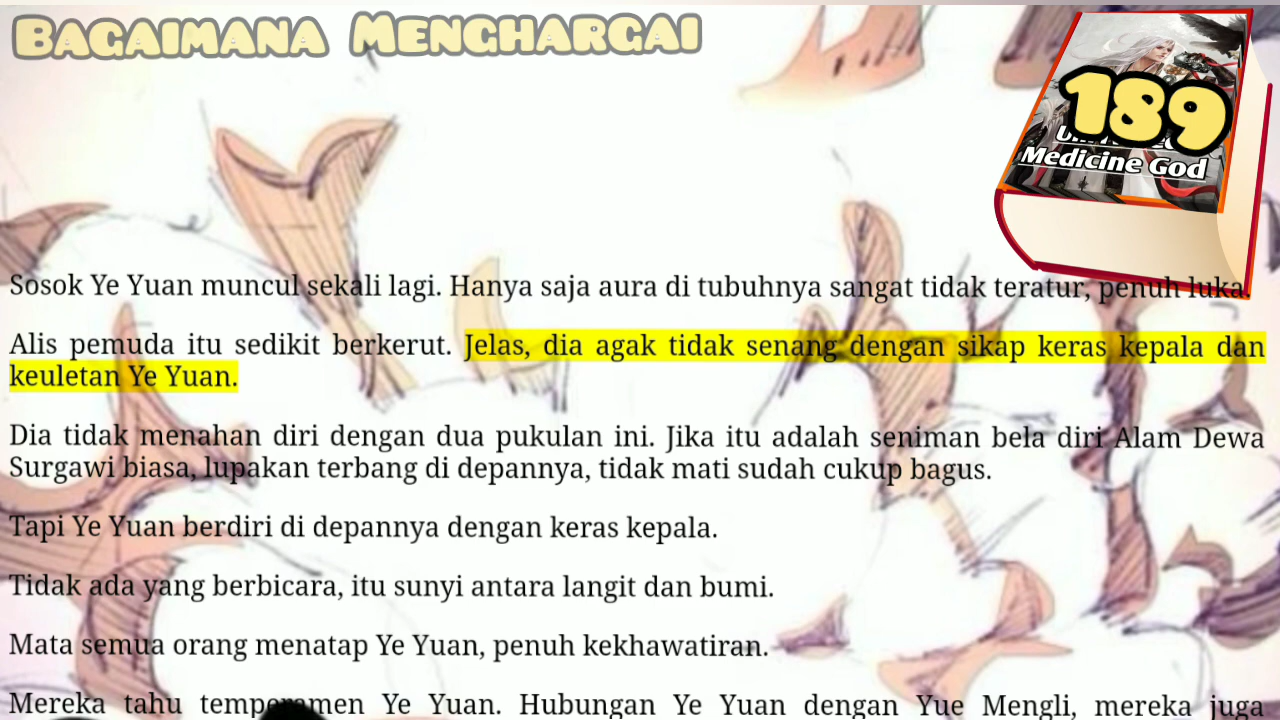 Bagaimana Menghargai
189
Medicine God
Sosok Ye Yuan muncul sekali lagi. Hanya saja aura di tubuhnya sangat tidak teratur, penuh luka.
Alis pemuda itu sedikit berkerut. Jelas, dia agak tidak senang dengan sikap keras kepala dan
keuletan Ye Yuan.
Dia tidak menahan diri dengan dua pukulan ini. Jika itu adalah seniman bela diri Alam Dewa
Surgawi biasa, lupakan terbang di depannya, tidak mati sudah cukup bagus.
Tapi Ye Yuan berdiri di depannya dengan keras kepala.
Tidak ada yang berbicara, itu sunyi antara langit dan bumi.
Mata semua orang menatap Ye Yuan, penuh kekhawatiran.
Mereka tahu temperamen Ye Yuan. Hubungan Ye Yuan dengan Yue Mengli, mereka juga